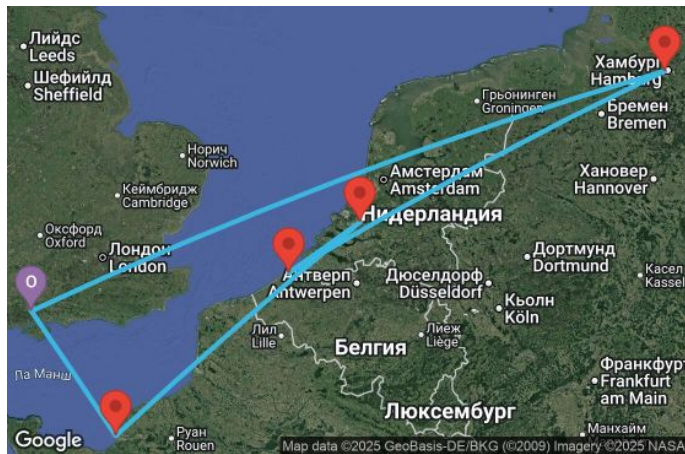 Лийдс
Leeds
Шефийлд
Sheffield
Норич
Norwich
Кеймбридж
Cambridge
Оксфорд
Oxford
Лондон
London
O
Ла Манш
Хамбург
Hamburg
Грьонинген
Groningen
Бремен
Bremen
Амстердам
Amsterdam
Хановер
Hannover
Нидерландия
Антверп
Antwerpen
Дюселдорф
Düsseldorf
Дортмунд
Dortmund
Касел
Kassel
Кьолн
Köln
Лил
Lille
Лиеж
Liège
Белгия
Франкфурт
Frankfurt
am Main
Люксембург
Руан
Rouen
Манхайм
Google
Map data ©2025 GeoBasis-DE/BKG (©2009) Imagery ©2025 NASA